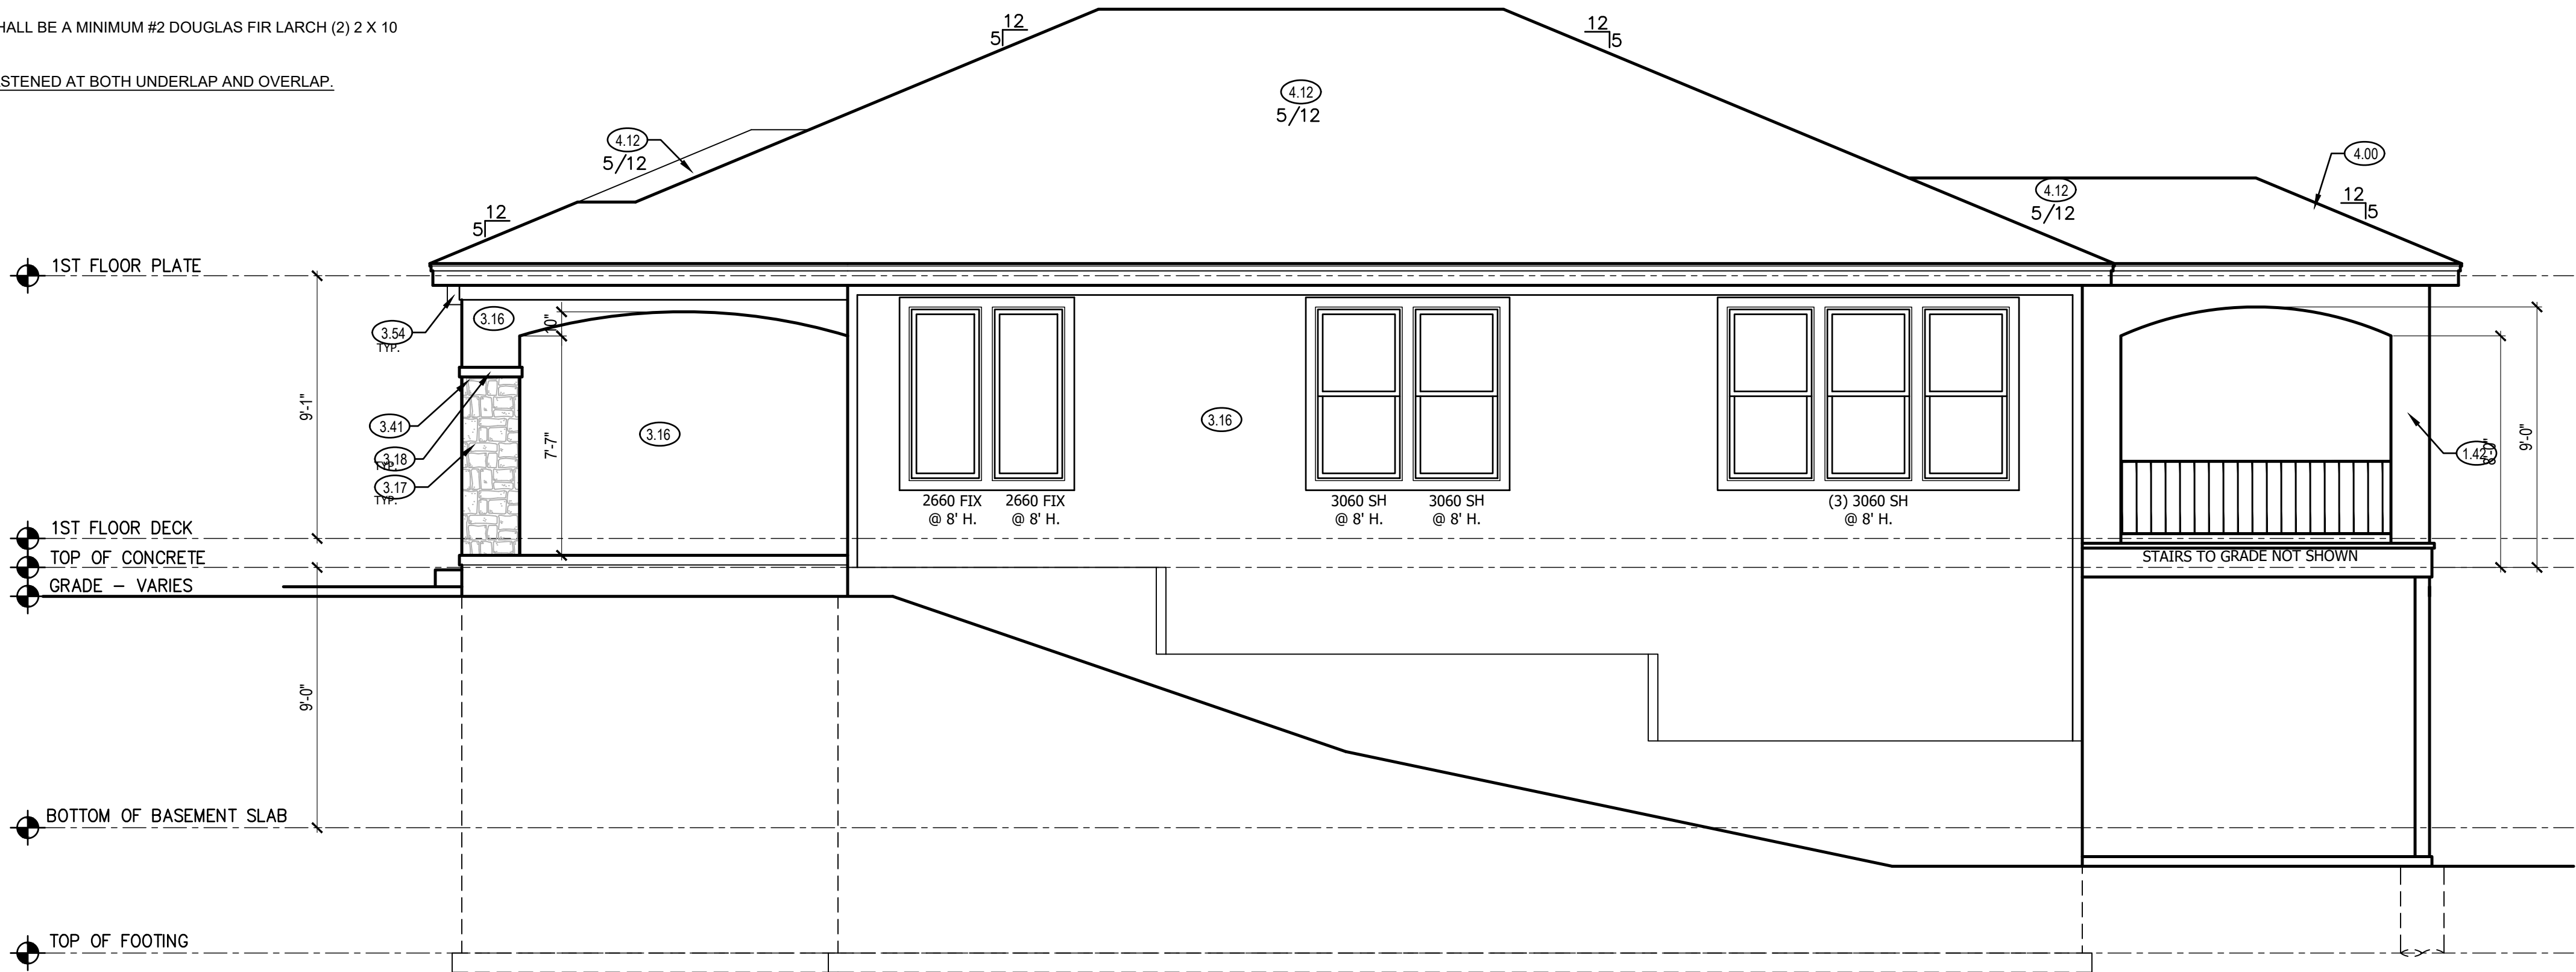 HALL BE A MINIMUM #2 DOUGLAS FIR LARCH (2) 2 X 10
STENED AT BOTH UNDERLAP AND OVERLAP.
12
5
12
5
4.12
5/12
4.12
5/12
4.00
4.12
5/12
12
5
12
5
1ST FLOOR PLATE
3.54
TYP.
3.16
10"
9'-1"
3.41
3.18
TYP.
3.17
TYP.
7'-7"
3.16
3.16
2660 FIX
@ 8' H.
2660 FIX
@ 8' H.
3060 SH
@ 8' H.
3060 SH
@ 8' H.
(3) 3060 SH
@ 8' H.
1.42
9'-0"
1ST FLOOR DECK
TOP OF CONCRETE
GRADE - VARIES
STAIRS TO GRADE NOT SHOWN
9'-0"
BOTTOM OF BASEMENT SLAB
TOP OF FOOTING